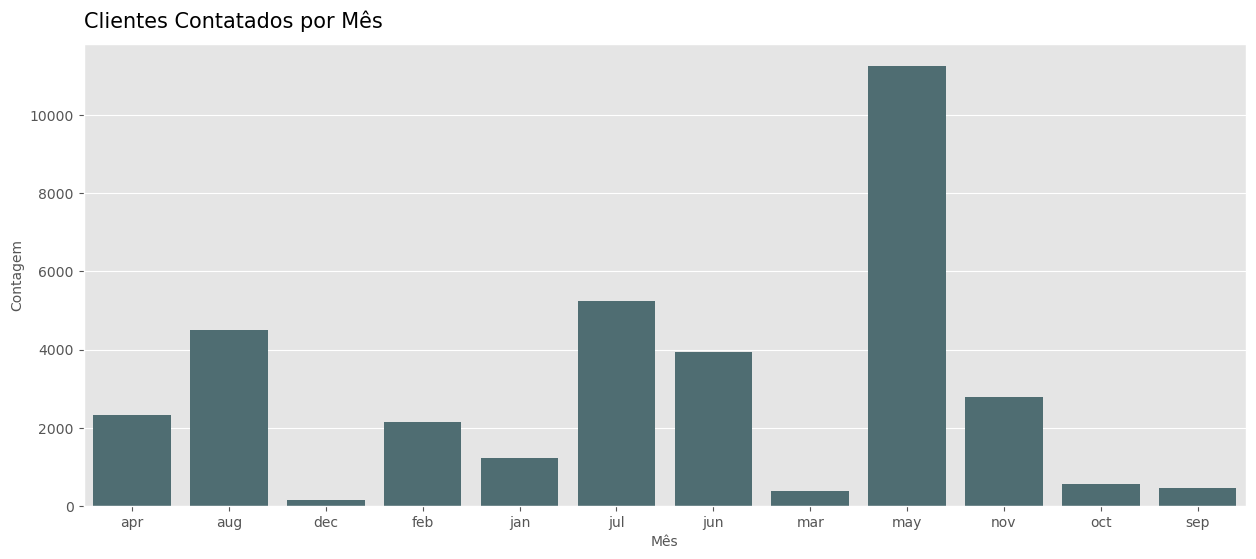 Clientes Contatados por Mês
Contagem
10000
8000
6000
4000
2000
0
apr aug dec feb jan jul jun mar may nov oct sep
Mês